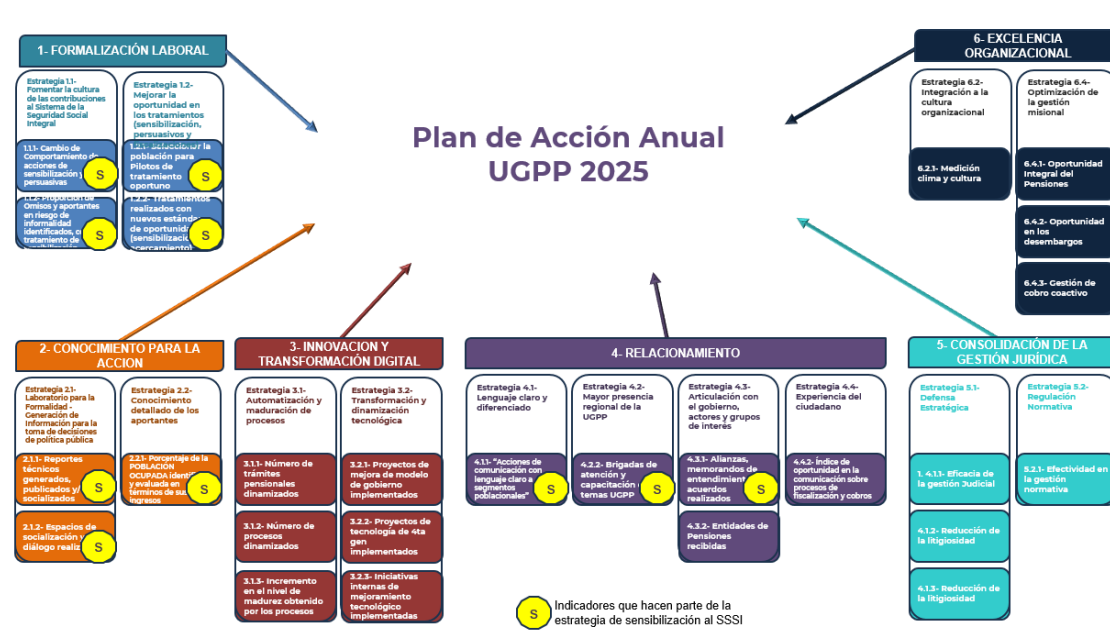 1- FORMALIZACIÓN LABORAL
Estrategia 1.1-
Fomentar la cultura
de las contribuciones
al Sistema de la
Seguridad Social
Integral
Estrategia 1.2-
Mejorar la
oportunidad en
los tratamientos
(sensibilización,
persuasivos y
1.1.1- Cambio de
Comportamiento de
acciones de
sensibilización y
persuasivas
S
1.2.1- Seleccionar la
población para
Pilotos de
tratamiento
oportuno
S
1.1.2- Proporción de
Omisos y aportantes
en riesgo de
informalidad
identificados,
tratamiento de
S
1.2.2- Tratamientos
realizados con
nuevos
de
S
Plan de Acción Anual
UGPP 2025
6- EXCELENCIA
ORGANIZACIONAL
Estrategia 6.2-
Integración a la
cultura
organizacional
Estrategia 6.4-
Optimización de
la gestión
misional
6.2.1- Medición
clima y cultura
6.4.1- Oportunidad
Integral del
Pensiones
6.4.2- Oportunidad
en los
desembargos
6.4.3- Gestión de
cobro coactivo
2- CONOCIMIENTO PARA LA
ACCION
Estrategia 2.1-
Laboratorio para la
Formalidad -
Generación de
Información para la
toma de decisiones
de política pública
Estrategia 2.2-
Conocimiento
detallado de los
aportantes
2.1.1- Reportes
técnicos
generados,
publicados y/
socializados
S
2.2.1- Porcentaje de la
POBLACIÓN
OCUPADA
y evaluada en
términos de sus
ingresos
S
2.1.2- Espacios de
socialización y
diálogo
S
3- INNOVACION Y
TRANSFORMACIÓN DIGITAL
Estrategia 3.1-
Automatización y
maduración de
procesos
Estrategia 3.2-
Transformación y
dinamización
tecnológica
3.1.1- Número de
trámites
pensionales
dinamizados
3.2.1- Proyectos de
mejora de modelo
de gobierno
implementados
3.1.2- Número de
procesos
dinamizados
3.2.2- Proyectos de
tecnología de 4ta
gen
implementados
3.1.3- Incremento
en el nivel de
madurez obtenido
por los procesos
3.2.3- Iniciativas
internas de
mejoramiento
tecnológico
implementadas
4- RELACIONAMIENTO
Estrategia 4.1-
Lenguaje claro y
diferenciado
Estrategia 4.2-
Mayor presencia
regional de la
UGPP
Estrategia 4.3-
Articulación con
el gobierno,
actores y grupos
de interés
Estrategia 4.4-
Experiencia del
ciudadano
4.1.1- "Acciones de
comunicación con
lenguaje claro a
segmentos
poblacionales"
S
4.2.2- Brigadas de
atención y
capacitación
temas UGPP
S
4.3.1- Alianzas,
memorandos de
acuerdos
realizados
S
4.4.2- Índice de
oportunidad en la
comunicación sobre
procesos de
fiscalización y cobros
4.3.2- Entidades de
Pensiones
recibidas
5- CONSOLIDACIÓN DE LA
GESTIÓN JURÍDICA
Estrategia 5.1-
Defensa
Estratégica
Estrategia 5.2-
Regulación
Normativa
1. 4.1.1- Eficacia de
la gestión Judicial
5.2.1- Efectividad en
la gestión
normativa
4.1.2- Reducción de
la litigiosidad
4.1.3- Reducción de
la litigiosidad
S
Indicadores que hacen parte de la
estrategia de sensibilización al SSSI